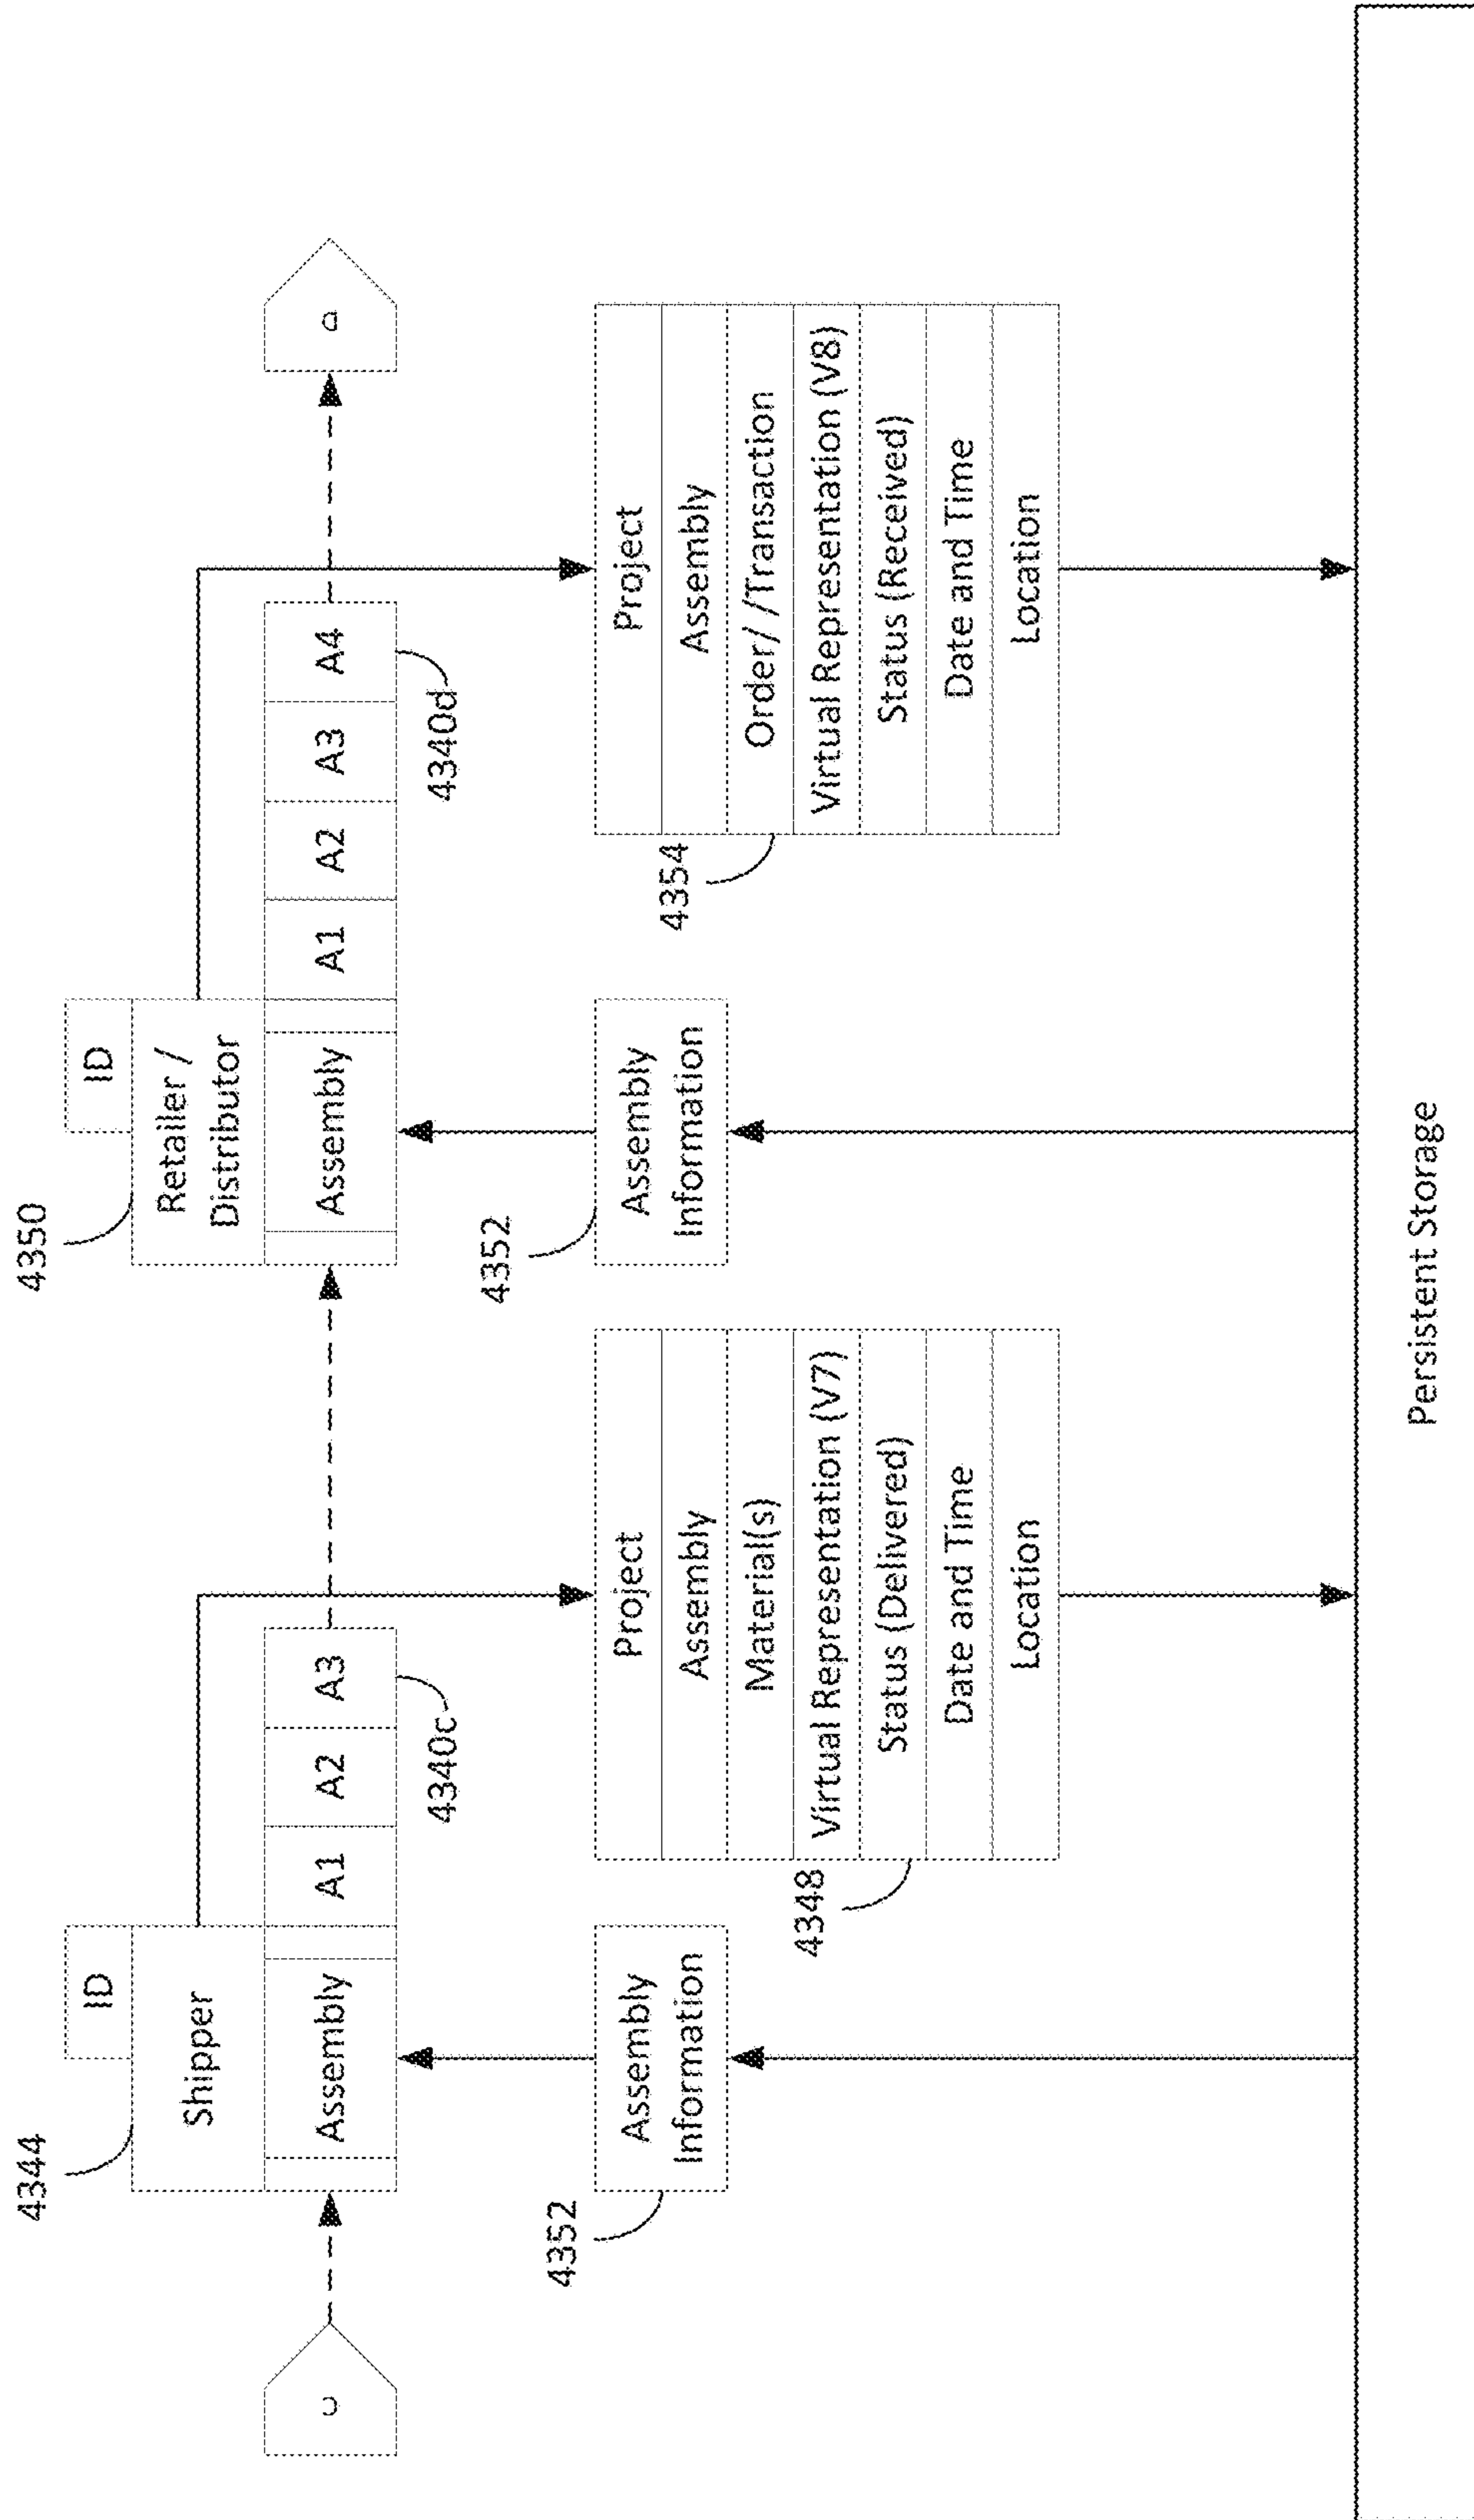 4344
ID
Shipper
Assembly
A1
A2
A3
4340c
4352
Assembly
Information
4348
Project
Assembly
Material(s)
Virtual Representation (V7)
Status (Delivered)
Date and Time
Location
4350
ID
Retailer /
Distributor
Assembly
A1
A2
A3
A4
4340d
4352
Assembly
Information
4354
Project
Assembly
Order/ /Transaction
Virtual Representation (V8)
Status (Received)
Date and Time
Location
Persistent Storage